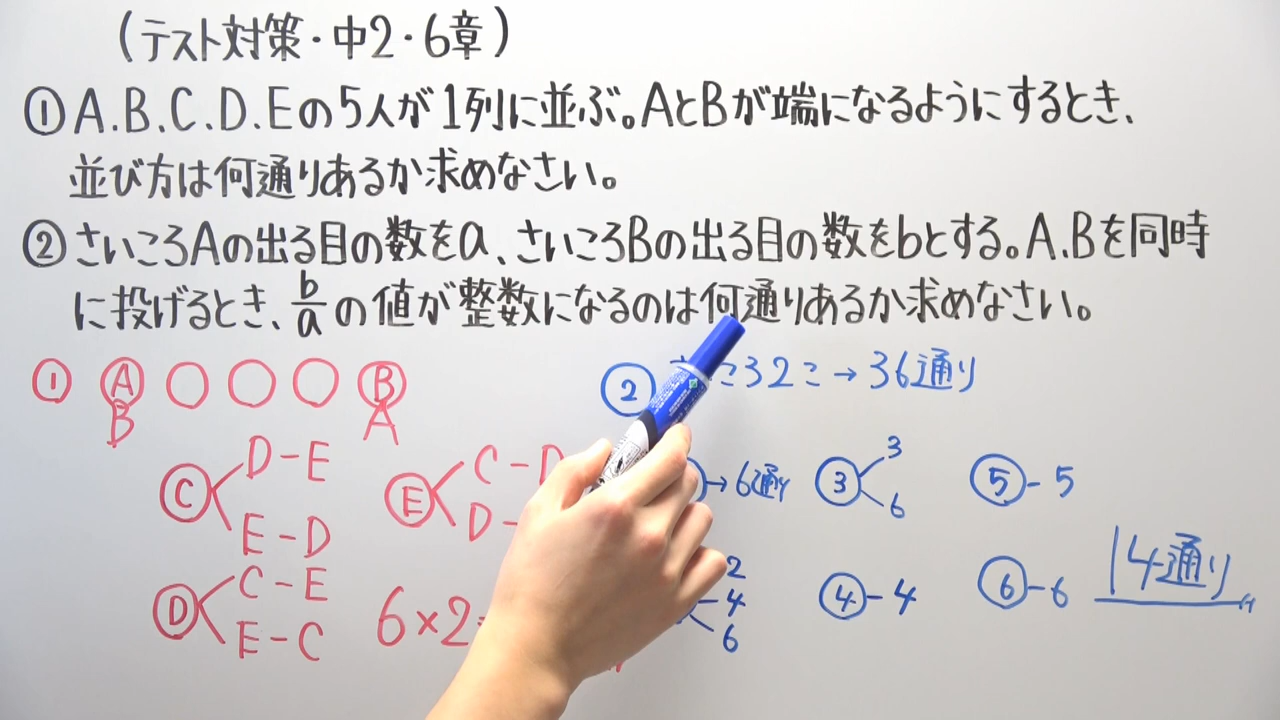 (テスト対策・中2・6章)
① A.B.C.D.Eの5人が1列に並ぶ。AとBが端になるようにするとき、
並び方は何通りあるか求めなさい。
② さいころAの出る目の数をa、さいころBの出る目の数をbとする。A.Bを同時
に投げるとき、b/aの値が整数になるのは何通りあるか求めなさい。
① A ○ ○ ○ B
B A
C D-E
E-D
E C-D
D-
D C-E
E-C
6×2
② ころ2こ→36通り
→6通り
2
4
6
3 3
6
4-4
5-5
6-6
14通り